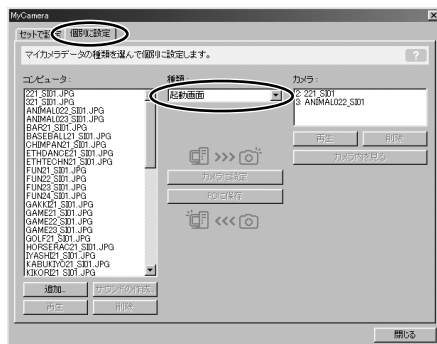 MyCamera
セットで設定 個別に設定
マイカメラデータの種類を選んで個別に設定します。
?
コンピュータ:
221_SI01.JPG
321_SI01.JPG
ANIMAL022_SI01.JPG
ANIMAL023_SI01.JPG
BAR21_SI01.JPG
BASEBALL21_SI01.JPG
CHIMPAN21_SI01.JPG
ETHDANCE21_SI01.JPG
ETHTECHN21_SI01.JPG
FUN21_SI01.JPG
FUN22_SI01.JPG
FUN23_SI01.JPG
FUN24_SI01.JPG
GAKKI21_SI01.JPG
GAME21_SI01.JPG
GAME22_SI01.JPG
GAME23_SI01.JPG
GOLF21_SI01.JPG
HORSERAC21_SI01.JPG
IYASHI21_SI01.JPG
KABUKIYO21_SI01.JPG
KIKORI21_SI01.JPG
追加...
サウンドの作成...
再生
削除
種類:
起動画面
>>>
カメラに設定
PCに保存
<<<
カメラ:
2: 221_SI01
3: ANIMAL022_SI01
再生
削除
カメラ内を見る
閉じる